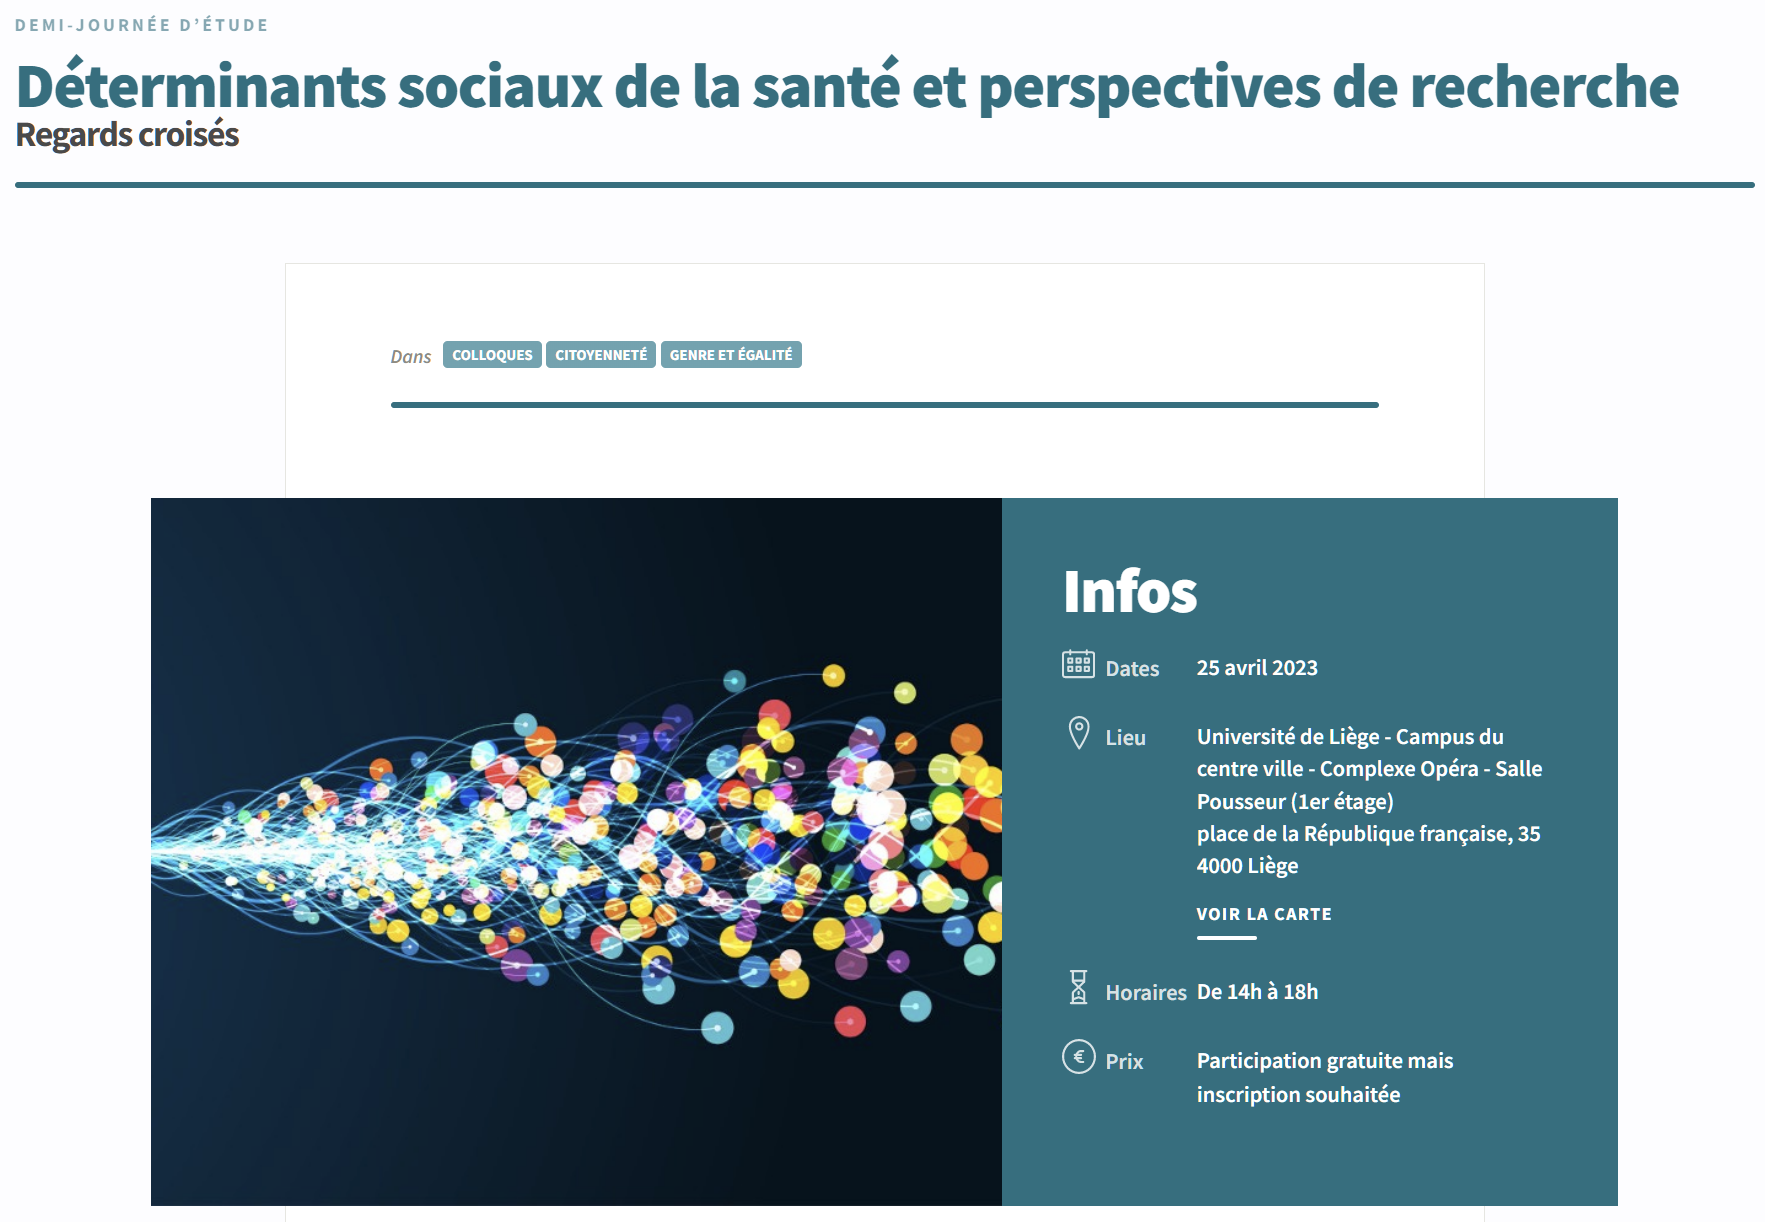 DEMI-JOURNÉE D’ÉTUDE
Déterminants sociaux de la santé et perspectives de recherche
Regards croisés
Dans COLLOQUES CITOYENNETÉ GENRE ET ÉGALITÉ
Infos
Dates 25 avril 2023
Lieu Université de Liège - Campus du
centre ville - Complexe Opéra - Salle
Pousseur (1er étage)
place de la République française, 35
4000 Liège
VOIR LA CARTE
Horaires De 14h à 18h
€ Prix Participation gratuite mais
inscription souhaitée